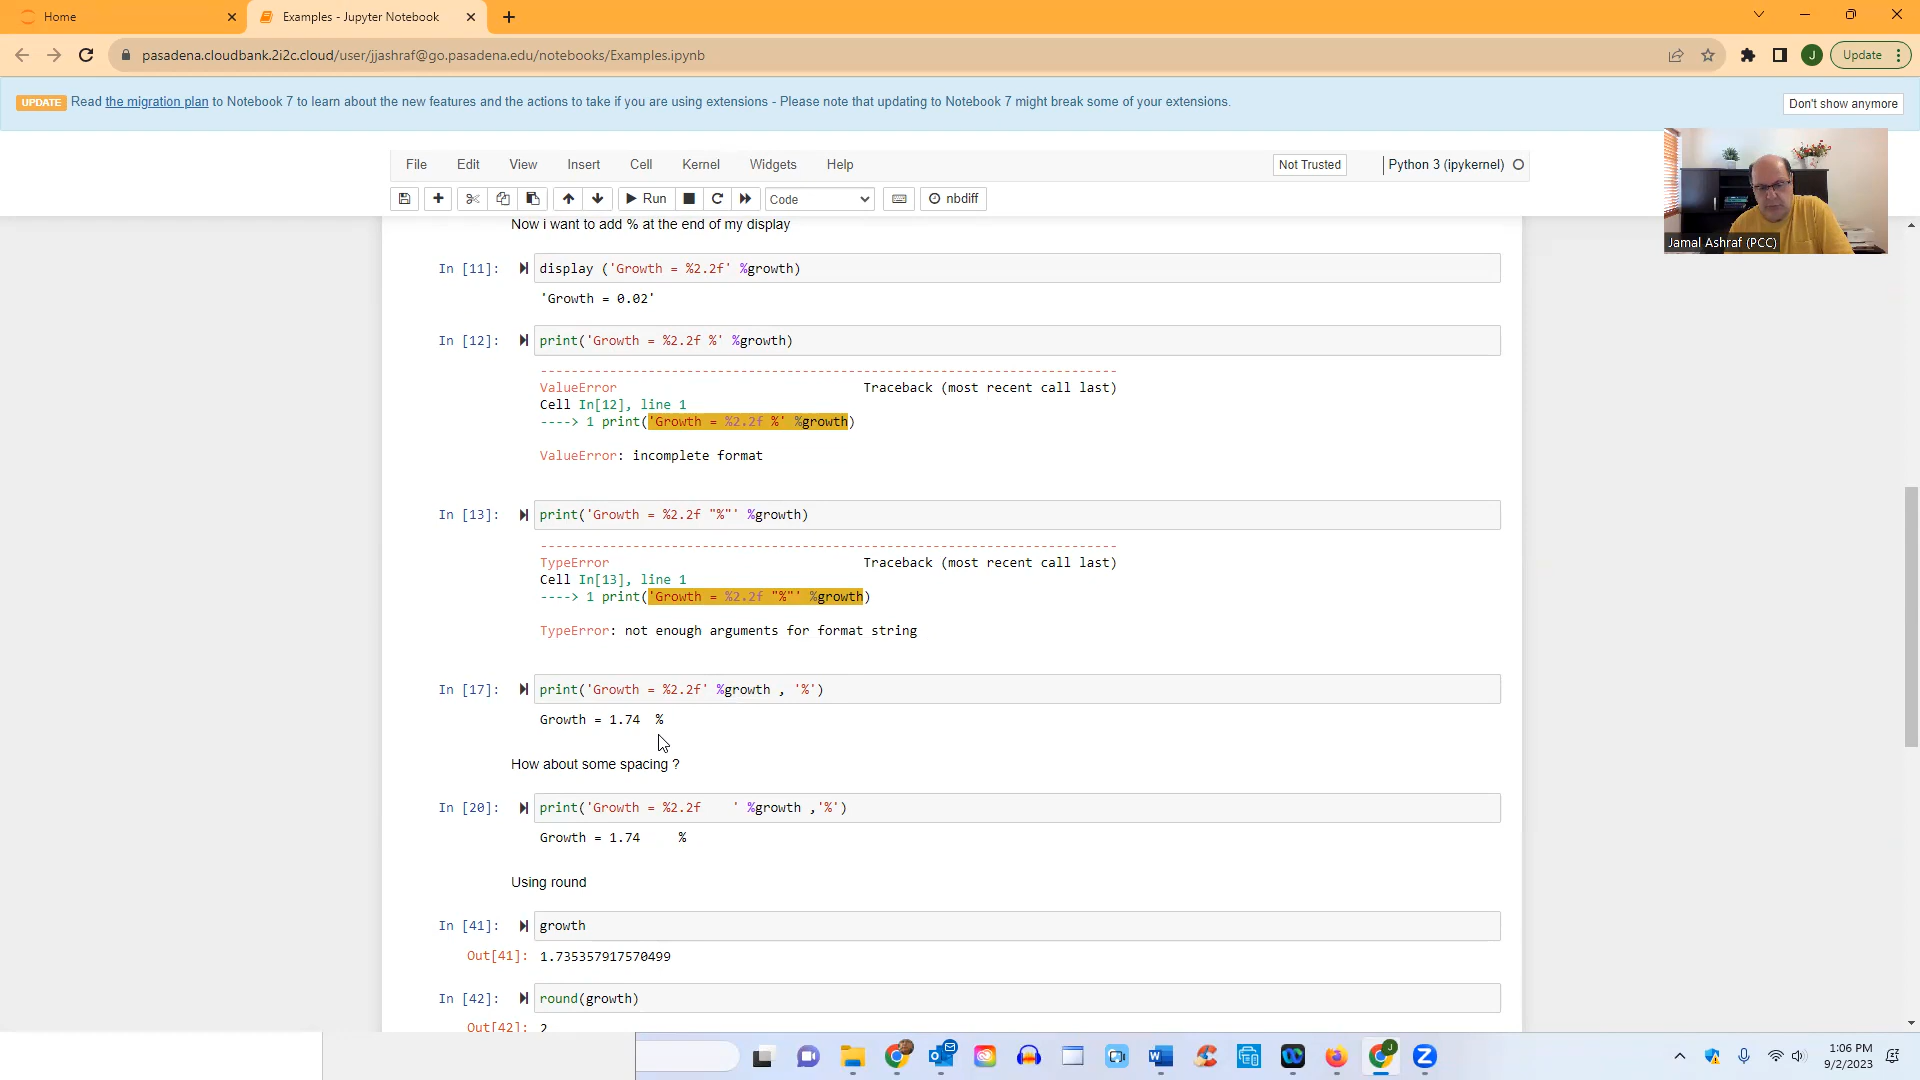 Home
Examples - Jupyter Notebook
pasadena.cloudbank.2i2c.cloud/user/jjashraf@go.pasadena.edu/notebooks/Examples.ipynb
J
Update
UPDATE Read the migration plan to Notebook 7 to learn about the new features and the actions to take if you are using extensions - Please note that updating to Notebook 7 might break some of your extensions.
Don't show anymore
File Edit View Insert Cell Kernel Widgets Help
Not Trusted
Python 3 (ipykernel)
Run
Code
nbdiff
Jamal Ashraf (PCC)
Now i want to add % at the end of my display
In [11]: display ('Growth = %2.2f' %growth)
'Growth = 0.02'
In [12]: print('Growth = %2.2f %' %growth)
---------------------------------------------------------------------------
ValueError Traceback (most recent call last)
Cell In[12], line 1
----> 1 print('Growth = %2.2f %' %growth)
ValueError: incomplete format
In [13]: print('Growth = %2.2f "%"' %growth)
---------------------------------------------------------------------------
TypeError Traceback (most recent call last)
Cell In[13], line 1
----> 1 print('Growth = %2.2f "%"' %growth)
TypeError: not enough arguments for format string
In [17]: print('Growth = %2.2f' %growth , '%')
Growth = 1.74  %
How about some spacing ?
In [20]: print('Growth = %2.2f    ' %growth ,'%')
Growth = 1.74     %
Using round
In [41]: growth
Out[41]: 1.735357917570499
In [42]: round(growth)
Out[42]: 2
1:06 PM
9/2/2023